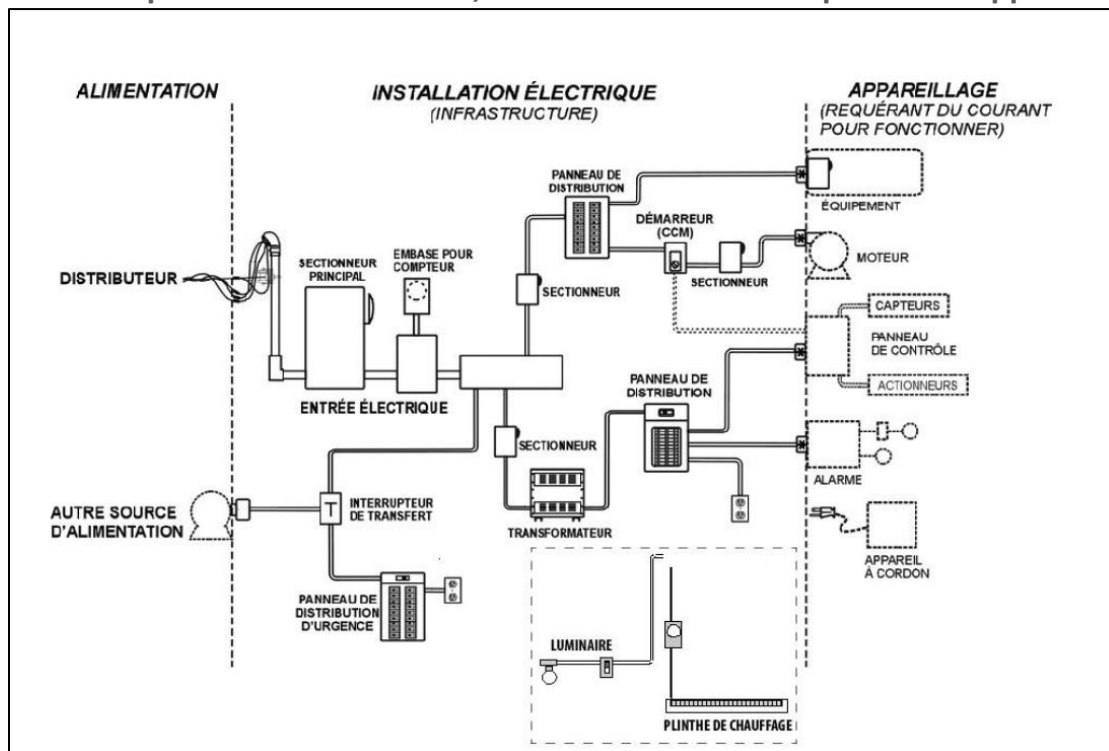 ALIMENTATION
INSTALLATION ÉLECTRIQUE
(INFRASTRUCTURE)
APPAREILLAGE
(REQUÉRANT DU COURANT
POUR FONCTIONNER)
PANNEAU DE
DISTRIBUTION
ÉQUIPEMENT
DÉMARREUR
(CCM)
MOTEUR
EMBASE POUR
COMPTEUR
SECTIONNEUR
PRINCIPAL
DISTRIBUTEUR
SECTIONNEUR
SECTIONNEUR
CAPTEURS
PANNEAU
DE CONTRÔLE
ACTIONNEURS
PANNEAU DE
DISTRIBUTION
ENTRÉE ÉLECTRIQUE
SECTIONNEUR
ALARME
AUTRE SOURCE
D'ALIMENTATION
T
INTERRUPTEUR
DE TRANSFERT
TRANSFORMATEUR
APPAREIL
À CORDON
PANNEAU DE
DISTRIBUTION
D'URGENCE
LUMINAIRE
PLINTHE DE CHAUFFAGE